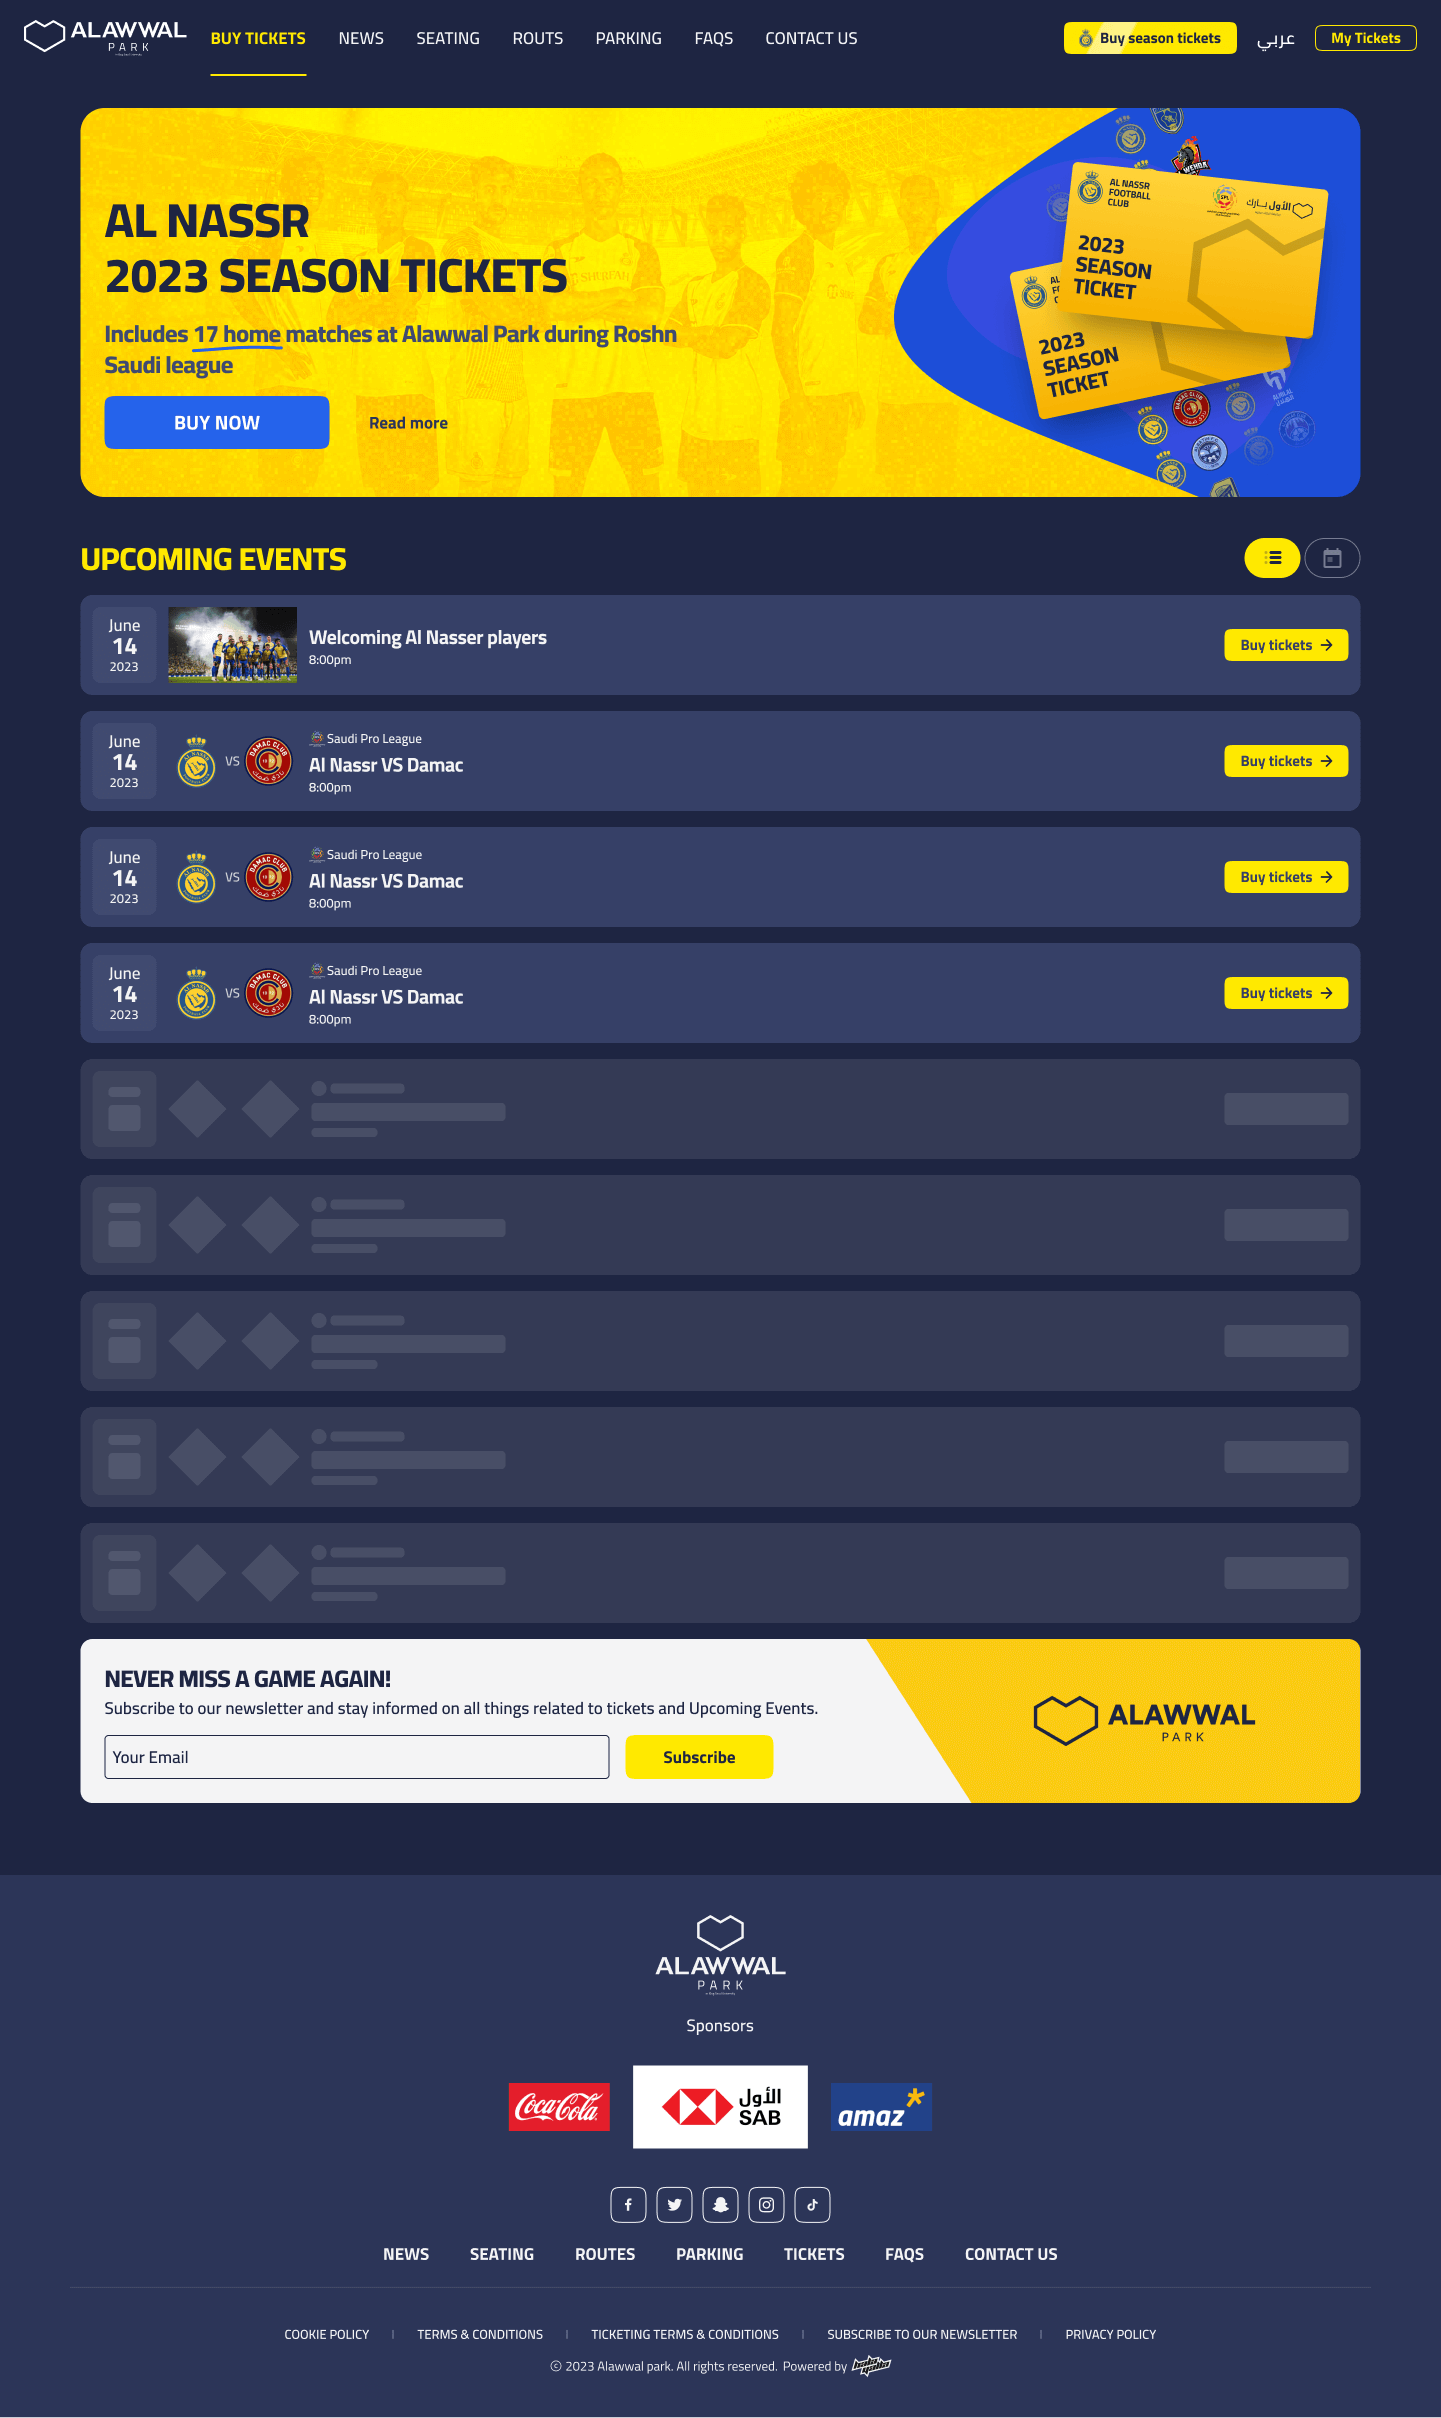 ALAWWAL
PARK
BUY TICKETS
NEWS
SEATING
ROUTS
PARKING
FAQS
CONTACT US
Buy season tickets
عربي
My Tickets
AL NASSR
2023 SEASON TICKETS
Includes 17 home matches at Alawwal Park during Roshn
Saudi league
BUY NOW
Read more
AL NASSR
FOOTBALL
CLUB
الأول بـارك
2023
SEASON
TICKET
2023
SEASON
TICKET
UPCOMING EVENTS
June
14
2023
Welcoming Al Nasser players
8:00pm
Buy tickets
June
14
2023
VS
DAMAC CLUB
Saudi Pro League
Al Nassr VS Damac
8:00pm
Buy tickets
June
14
2023
VS
DAMAC CLUB
Saudi Pro League
Al Nassr VS Damac
8:00pm
Buy tickets
June
14
2023
VS
DAMAC CLUB
Saudi Pro League
Al Nassr VS Damac
8:00pm
Buy tickets
NEVER MISS A GAME AGAIN!
Subscribe to our newsletter and stay informed on all things related to tickets and Upcoming Events.
Your Email
Subscribe
ALAWWAL
PARK
ALAWWAL
PARK
Sponsors
Coca-Cola
الأول
SAB
amaz*
NEWS
SEATING
ROUTES
PARKING
TICKETS
FAQS
CONTACT US
COOKIE POLICY | TERMS & CONDITIONS | TICKETING TERMS & CONDITIONS | SUBSCRIBE TO OUR NEWSLETTER | PRIVACY POLICY
© 2023 Alawwal park. All rights reserved. Powered by